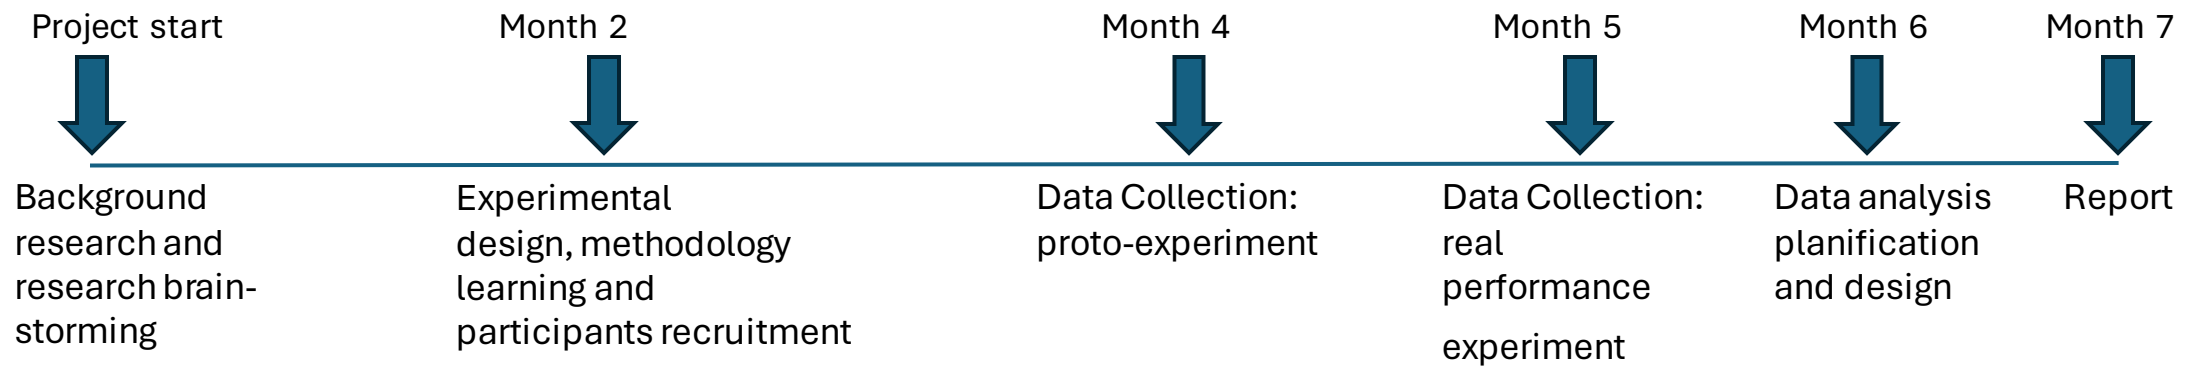 Project start
Month 2
Month 4
Month 5
Month 6
Month 7
Background
research and
research brain-
storming
Experimental
design, methodology
learning and
participants recruitment
Data Collection:
proto-experiment
Data Collection:
real
performance
experiment
Data analysis
planification
and design
Report